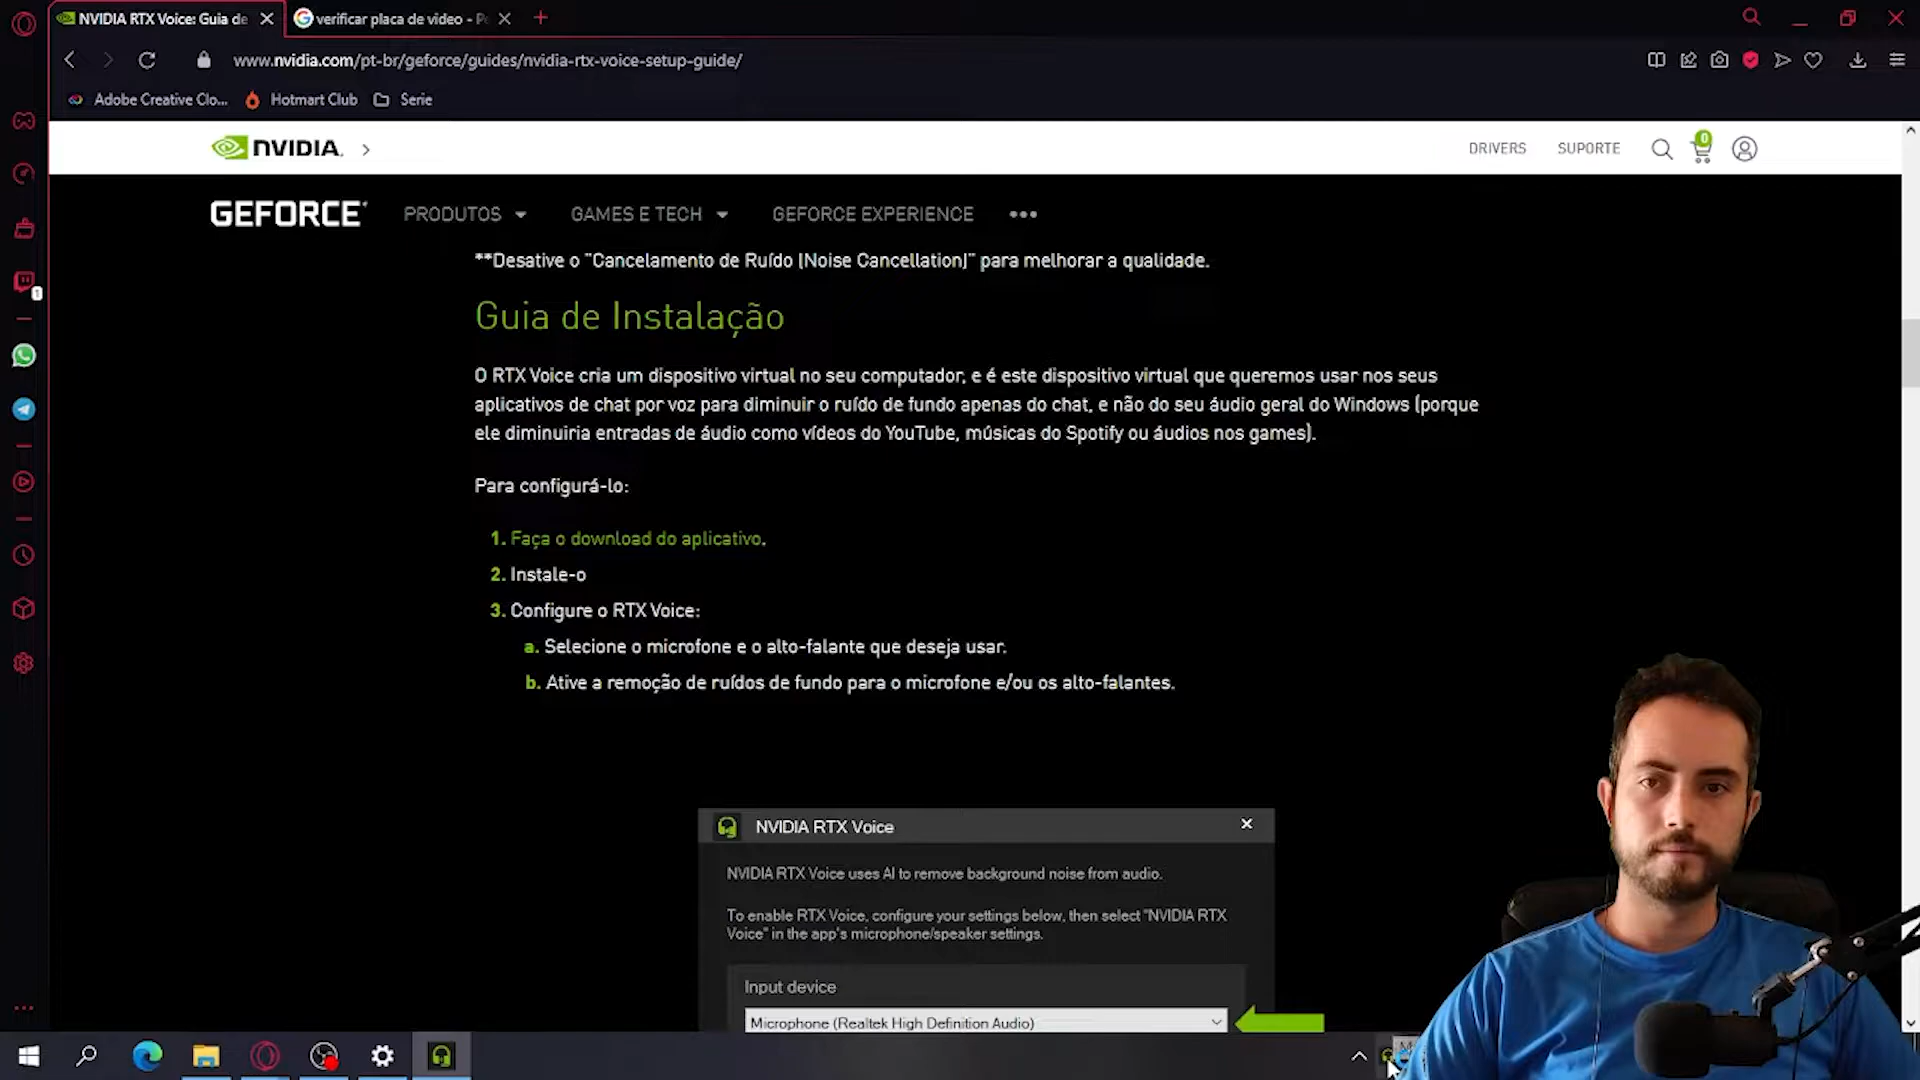 NVIDIA RTX Voice: Guia de
verificar placa de video - P
www.nvidia.com/pt-br/geforce/guides/nvidia-rtx-voice-setup-guide/
Adobe Creative Clo...
Hotmart Club
Serie
NVIDIA.
DRIVERS
SUPORTE
0
GEFORCE
PRODUTOS
GAMES E TECH
GEFORCE EXPERIENCE
1
**Desative o "Cancelamento de Ruído (Noise Cancellation)" para melhorar a qualidade.
Guia de Instalação
O RTX Voice cria um dispositivo virtual no seu computador, e é este dispositivo virtual que queremos usar nos seus
aplicativos de chat por voz para diminuir o ruído de fundo apenas do chat, e não do seu áudio geral do Windows (porque
ele diminuiria entradas de áudio como vídeos do YouTube, músicas do Spotify ou áudios nos games).
Para configurá-lo:
1. Faça o download do aplicativo.
2. Instale-o
3. Configure o RTX Voice:
a. Selecione o microfone e o alto-falante que deseja usar.
b. Ative a remoção de ruídos de fundo para o microfone e/ou os alto-falantes.
NVIDIA RTX Voice
NVIDIA RTX Voice uses AI to remove background noise from audio.
To enable RTX Voice, configure your settings below, then select "NVIDIA RTX
Voice" in the app's microphone/speaker settings.
Input device
Microphone (Realtek High Definition Audio)